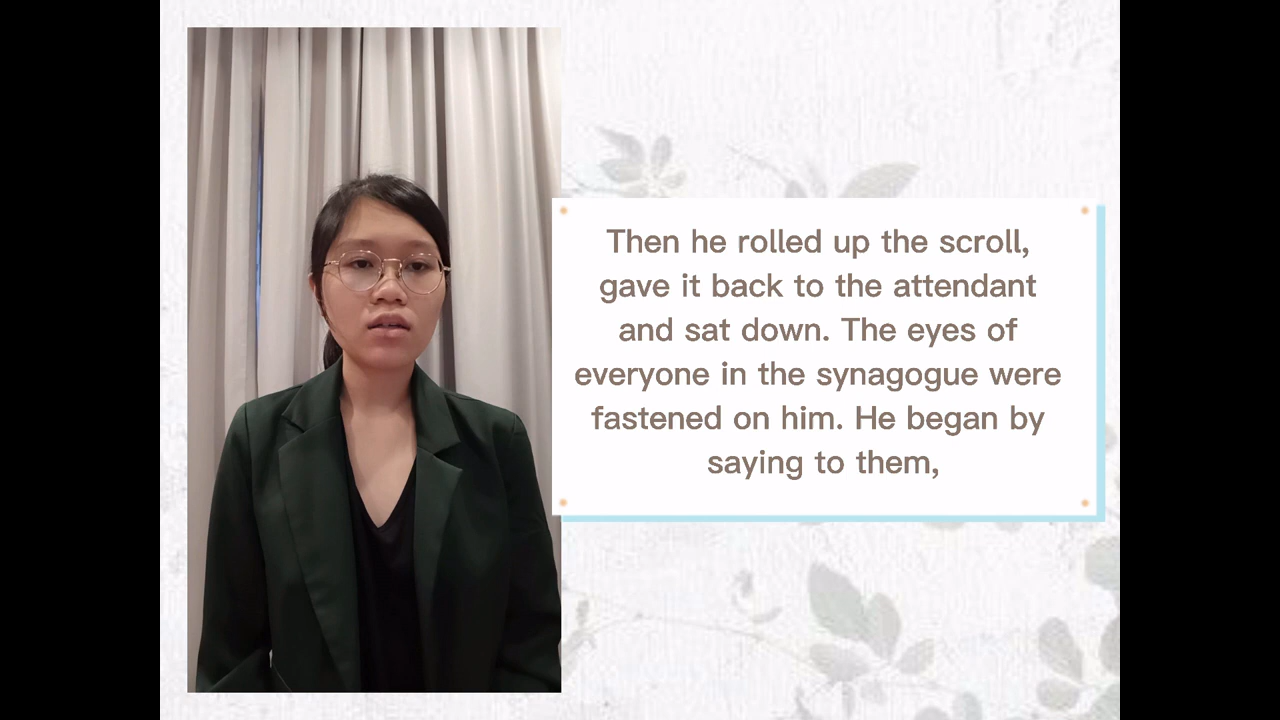 Then he rolled up the scroll,
gave it back to the attendant
and sat down. The eyes of
everyone in the synagogue were
fastened on him. He began by
saying to them,